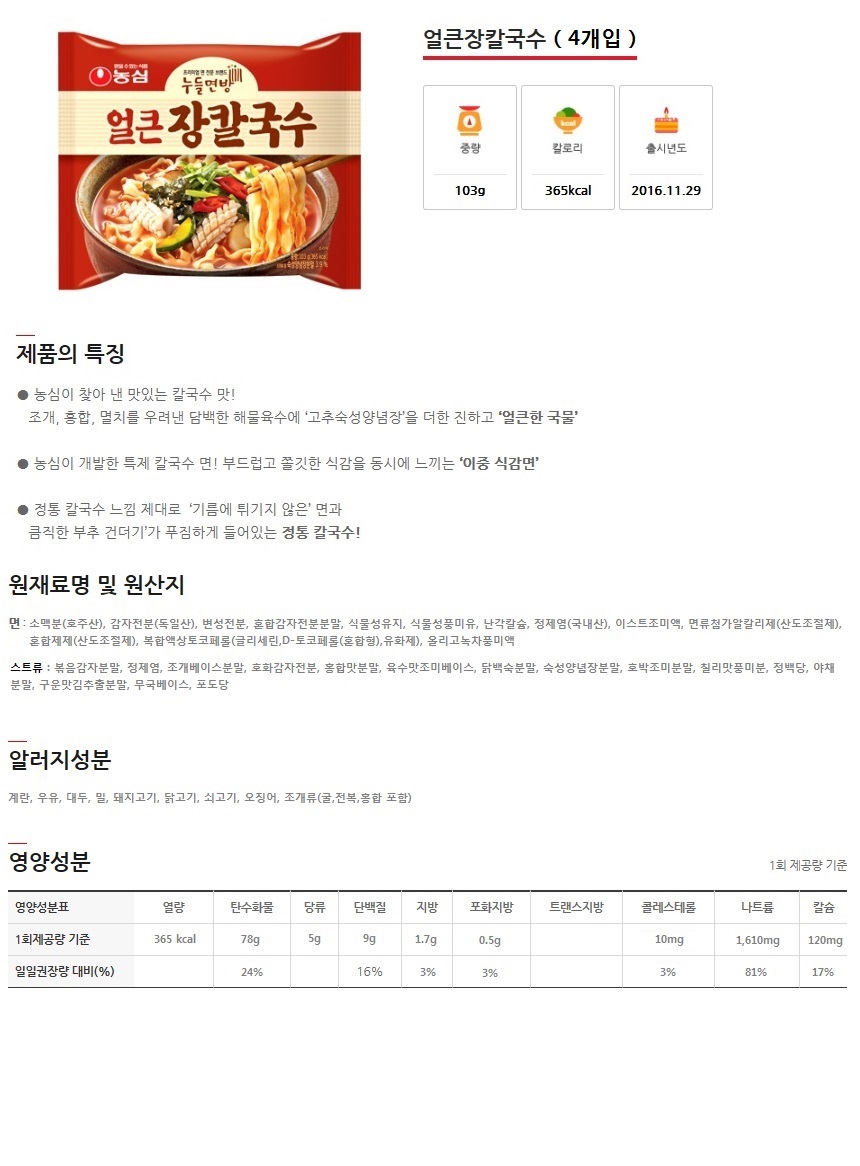 얼큰장칼국수 ( 4개입 )
농심
누들면방
얼큰 장칼국수
중량
칼로리
출시년도
kcal
103g
365kcal
2016.11.29
제품의 특징
● 농심이 찾아 낸 맛있는 칼국수 맛!
조개, 홍합, 멸치를 우려낸 담백한 해물육수에 ‘고추숙성양념장’을 더한 진하고 ‘얼큰한 국물’
● 농심이 개발한 특제 칼국수 면! 부드럽고 쫄깃한 식감을 동시에 느끼는 ‘이중 식감면’
● 정통 칼국수 느낌 제대로 ‘기름에 튀기지 않은’ 면과
큼직한 부추 건더기’가 푸짐하게 들어있는 정통 칼국수!
원재료명 및 원산지
면 : 소맥분(호주산), 감자전분(독일산), 변성전분, 혼합감자전분분말, 식물성유지, 식물성풍미유, 난각칼슘, 정제염(국내산), 이스트조미액, 면류첨가알칼리제(산도조절제),
혼합제제(산도조절제), 복합액상토코페롤(글리세린,D-토코페롤(혼합형),유화제), 올리고녹차풍미액
스트류 : 볶음감자분말, 정제염, 조개베이스분말, 호화감자전분, 홍합맛분말, 육수맛조미베이스, 닭백숙분말, 숙성양념장분말, 호박조미분말, 칠리맛풍미분, 정백당, 야채
분말, 구운맛김추출분말, 무국베이스, 포도당
알러지성분
계란, 우유, 대두, 밀, 돼지고기, 닭고기, 쇠고기, 오징어, 조개류(굴,전복,홍합 포함)
영양성분
1회 제공량 기준
영양성분표 열량 탄수화물 당류 단백질 지방 포화지방 트랜스지방 콜레스테롤 나트륨 칼슘
1회제공량 기준 365 kcal 78g 5g 9g 1.7g 0.5g 10mg 1,610mg 120mg
일일권장량 대비(%) 24% 16% 3% 3% 3% 81% 17%